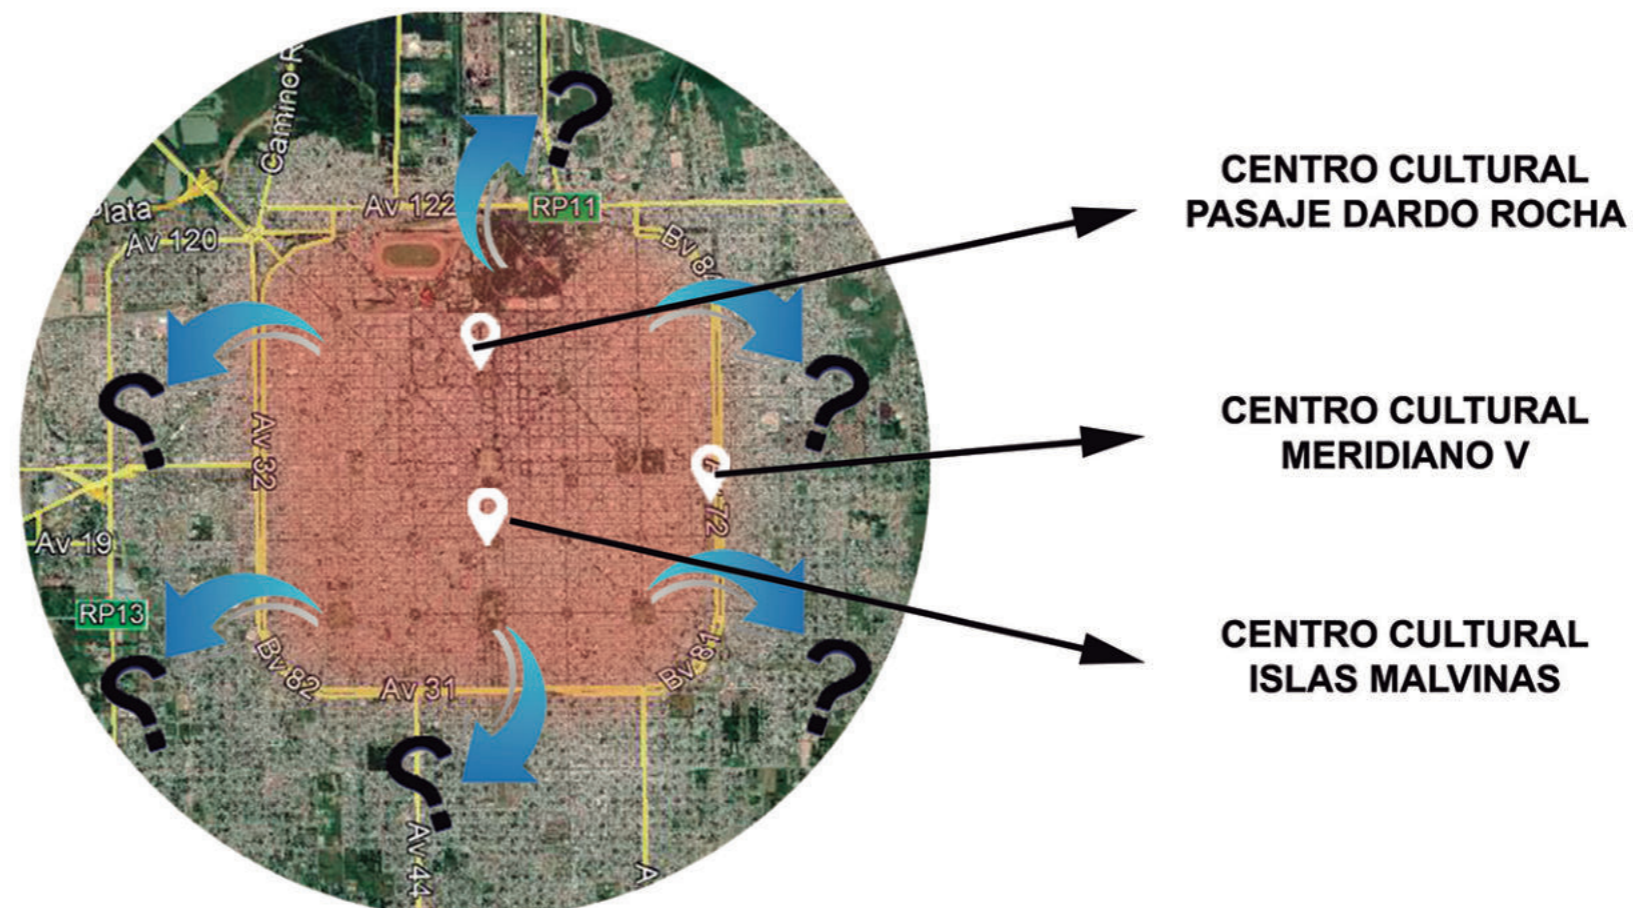 Camino R
Plata
Av 120
Av 122
RP11
Bv 8
Av 32
Av 19
RP13
Bv 82
Av 31
Bv 81
72
Av 44
A
CENTRO CULTURAL
PASAJE DARDO ROCHA
CENTRO CULTURAL
MERIDIANO V
CENTRO CULTURAL
ISLAS MALVINAS
?
?
?
?
?
?